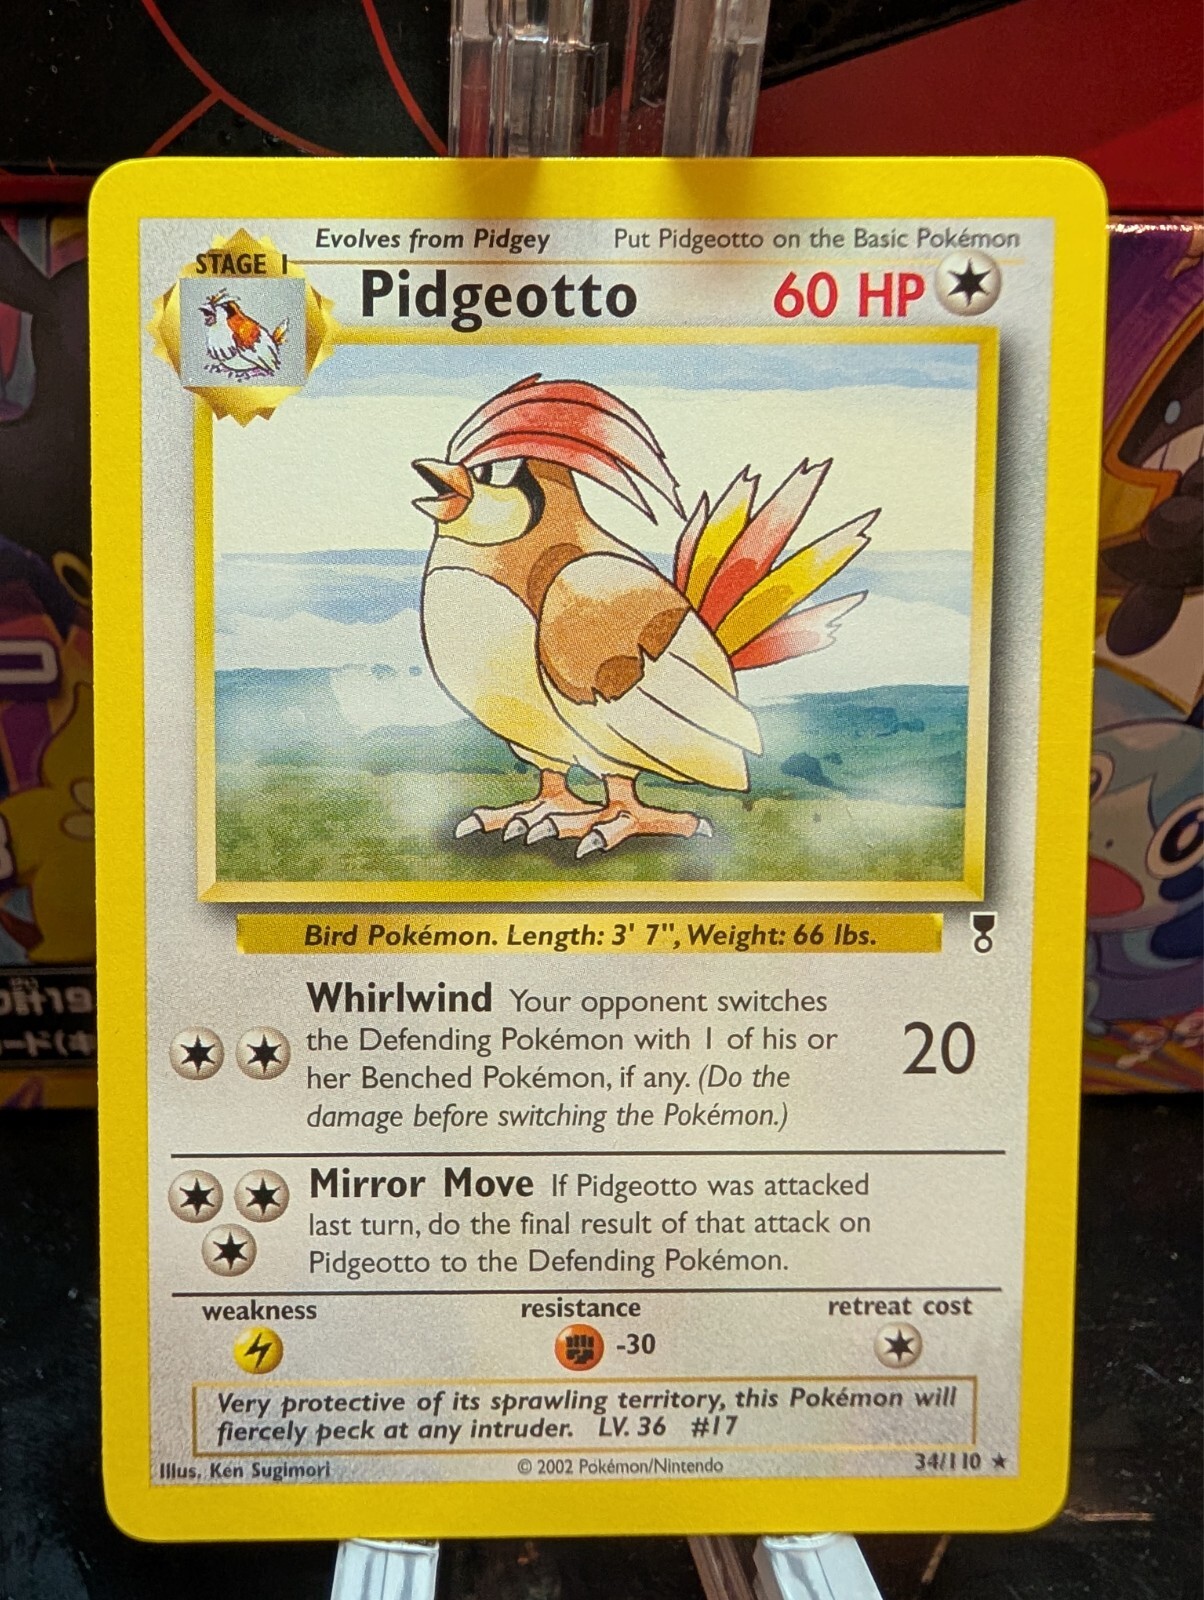 Evolves from Pidgey Put Pidgeotto on the Basic Pokémon
STAGE 1
Pidgeotto 60 HP
Bird Pokémon. Length: 3' 7", Weight: 66 lbs.
Whirlwind Your opponent switches
the Defending Pokémon with 1 of his or
her Benched Pokémon, if any. (Do the
damage before switching the Pokémon.)
20
Mirror Move If Pidgeotto was attacked
last turn, do the final result of that attack on
Pidgeotto to the Defending Pokémon.
weakness resistance retreat cost
-30
Very protective of its sprawling territory, this Pokémon will
fiercely peck at any intruder. LV. 36 #17
Illus. Ken Sugimori © 2002 Pokémon/Nintendo 34/110 ★